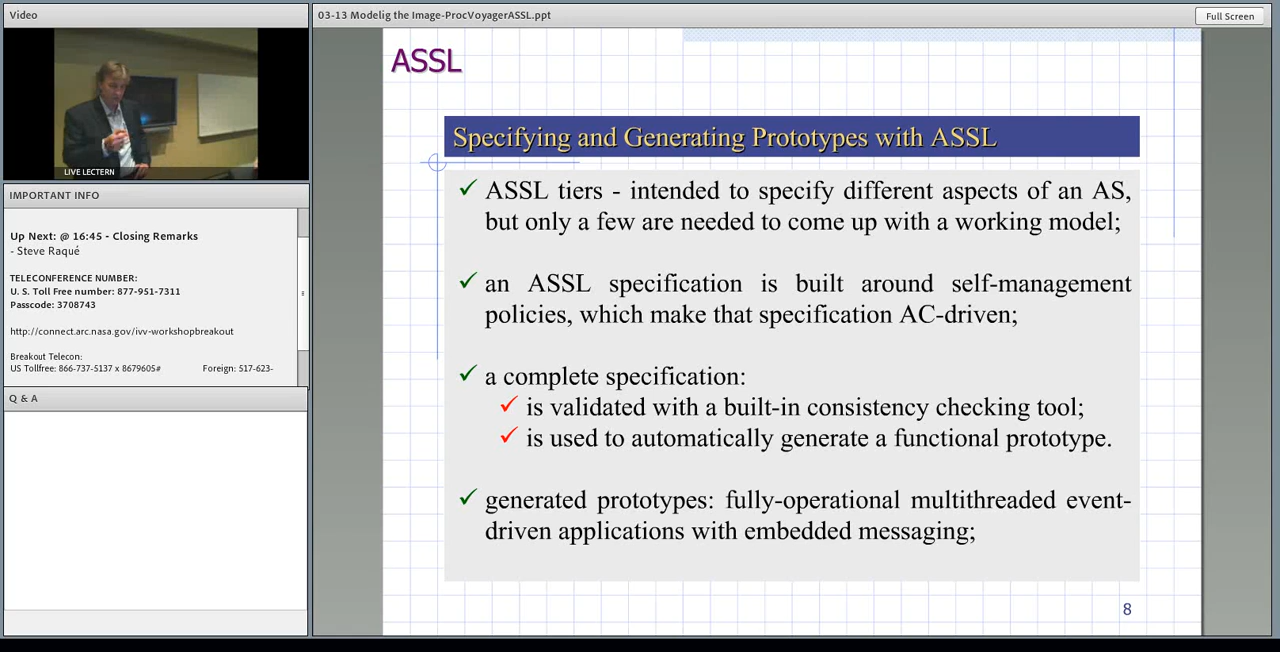 Video
LIVE LECTERN
IMPORTANT INFO
Up Next: @ 16:45 - Closing Remarks
- Steve Raqué
TELECONFERENCE NUMBER:
U. S. Toll Free number: 877-951-7311
Passcode: 3708743
http://connect.arc.nasa.gov/ivv-workshopbreakout
Breakout Telecon:
US Tollfree: 866-737-5137 x 8679605# Foreign: 517-623-
Q & A
03-13 Modelig the Image-ProcVoyagerASSL.ppt
Full Screen
ASSL
Specifying and Generating Prototypes with ASSL
✓ ASSL tiers - intended to specify different aspects of an AS,
but only a few are needed to come up with a working model;
✓ an ASSL specification is built around self-management
policies, which make that specification AC-driven;
✓ a complete specification:
✓ is validated with a built-in consistency checking tool;
✓ is used to automatically generate a functional prototype.
✓ generated prototypes: fully-operational multithreaded event-
driven applications with embedded messaging;
8